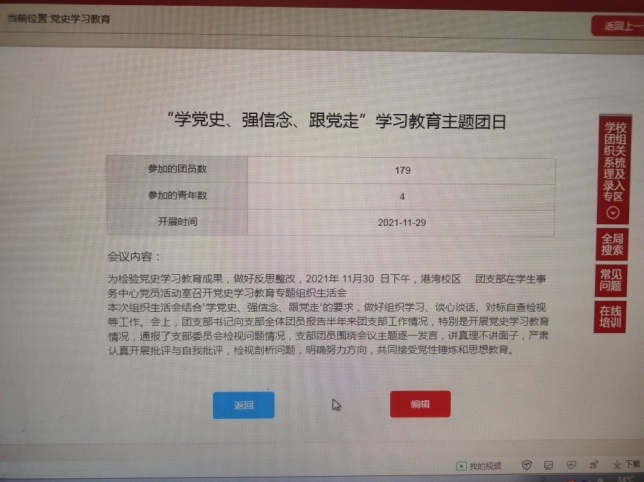 当前位置 党史学习教育
返回上一
“学党史、强信念、跟党走”学习教育主题团日
参加的团员数 179
参加的青年数 4
开展时间 2021-11-29
会议内容：
为检验党史学习教育成果，做好反思整改，2021年 11月30 日下午，港湾校区 团支部在学生事
务中心党员活动室召开党史学习教育专题组织生活会
本次组织生活会结合“学党史、强信念、跟党走”的要求，做好组织学习、谈心谈话、对标自查检视
等工作。会上，团支部书记向支部全体团员报告半年来团支部工作情况，特别是开展党史学习教育
情况，通报了支部委员会检视问题情况，支部团员围绕会议主题逐一发言，讲真理不讲面子，严肃
认真开展批评与自我批评，检视剖析问题，明确努力方向，共同接受党性锤炼和思想教育。
返回
编辑
学校
团组
织关
系梳
理及
录入
专区
全局
搜索
常见
问题
在线
培训
我的视频
下载